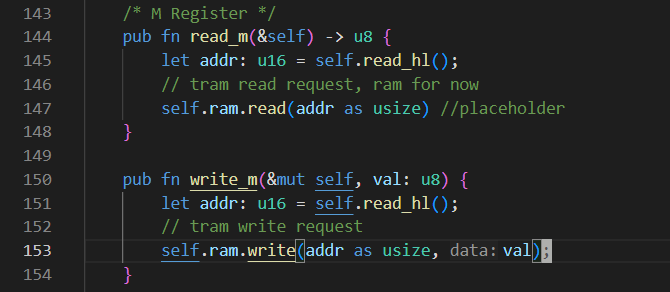 143 /* M Register */
144 pub fn read_m(&self) -> u8 {
145 let addr: u16 = self.read_hl();
146 // tram read request, ram for now
147 self.ram.read(addr as usize) //placeholder
148 }
149
150 pub fn write_m(&mut self, val: u8) {
151 let addr: u16 = self.read_hl();
152 // tram write request
153 self.ram.write(addr as usize, data: val);
154 }